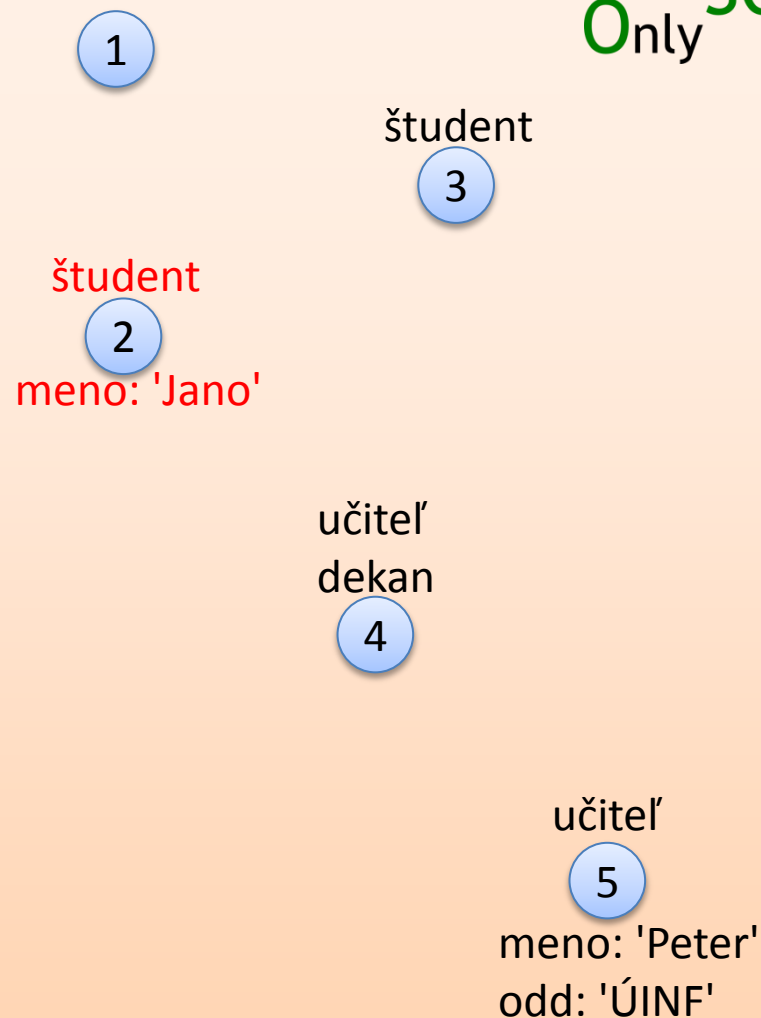 Only
1
študent
3
študent
2
meno: 'Jano'
učiteľ
dekan
4
učiteľ
5
meno: 'Peter'
odd: 'ÚINF'